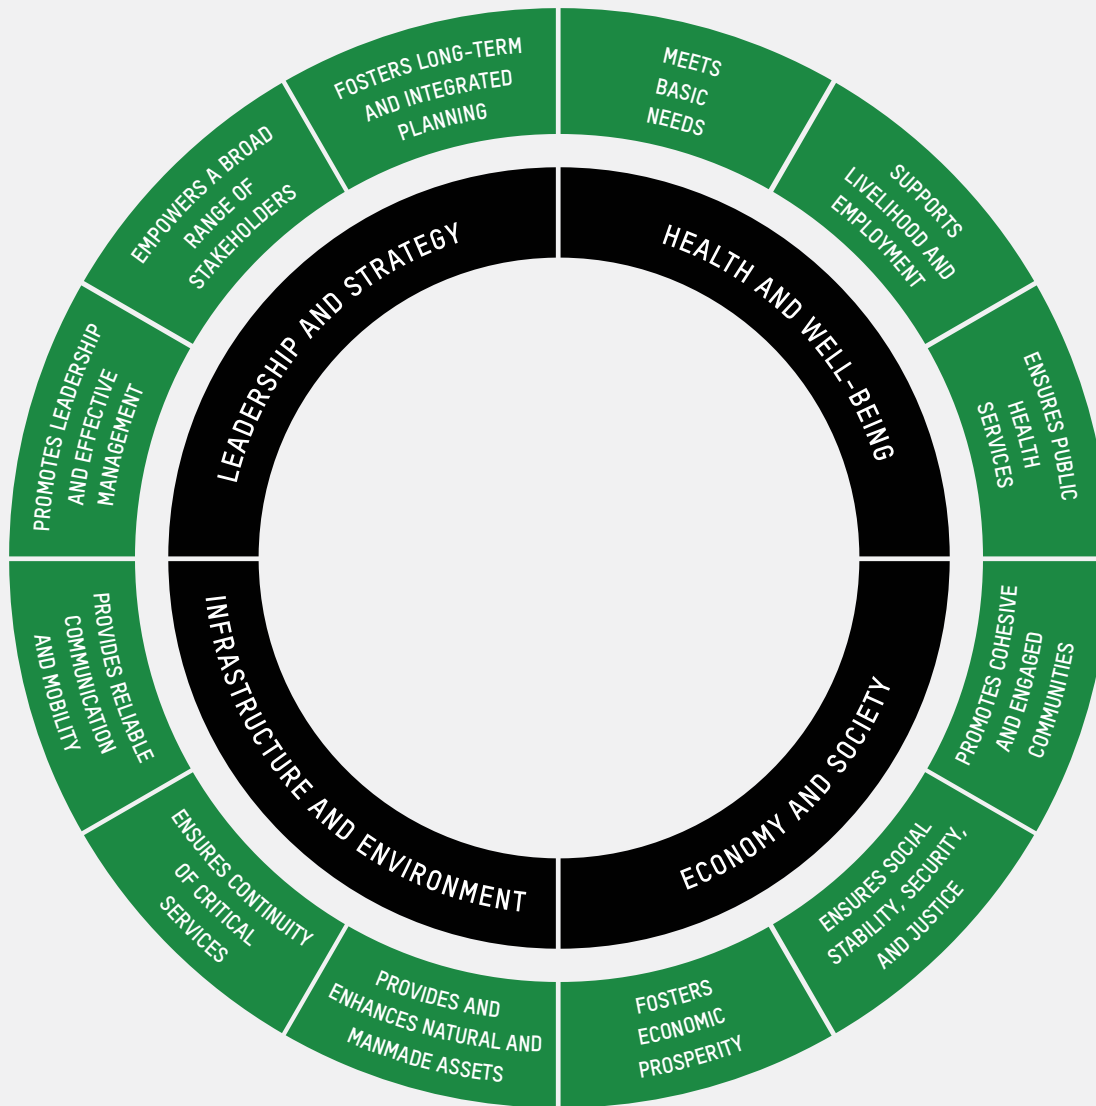 FOSTERS LONG-TERM
AND INTEGRATED
PLANNING
MEETS
BASIC
NEEDS
EMPOWERS A BROAD
RANGE OF
STAKEHOLDERS
SUPPORTS
LIVELIHOOD AND
EMPLOYMENT
LEADERSHIP AND STRATEGY
HEALTH AND WELL-BEING
PROMOTES LEADERSHIP
AND EFFECTIVE
MANAGEMENT
ENSURES PUBLIC
HEALTH
SERVICES
PROVIDES RELIABLE
COMMUNICATION
AND MOBILITY
PROMOTES COHESIVE
AND ENGAGED
COMMUNITIES
INFRASTRUCTURE AND ENVIRONMENT
ECONOMY AND SOCIETY
ENSURES CONTINUITY
OF CRITICAL
SERVICES
ENSURES SOCIAL
STABILITY, SECURITY,
AND JUSTICE
PROVIDES AND
ENHANCES NATURAL AND
MANMADE ASSETS
FOSTERS
ECONOMIC
PROSPERITY